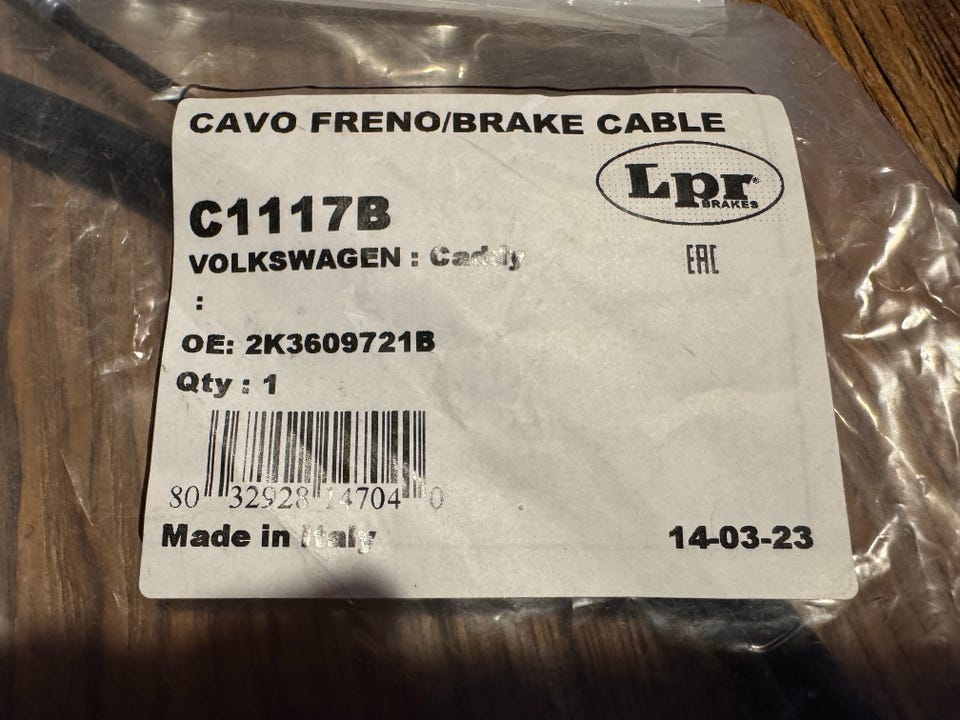 CAVO FRENO/BRAKE CABLE
Lpr
BRAKES
C1117B
VOLKSWAGEN : Caddy
EAC
:
OE: 2K3609721B
Qty : 1
80 32928 14704 0
Made in Italy
14-03-23